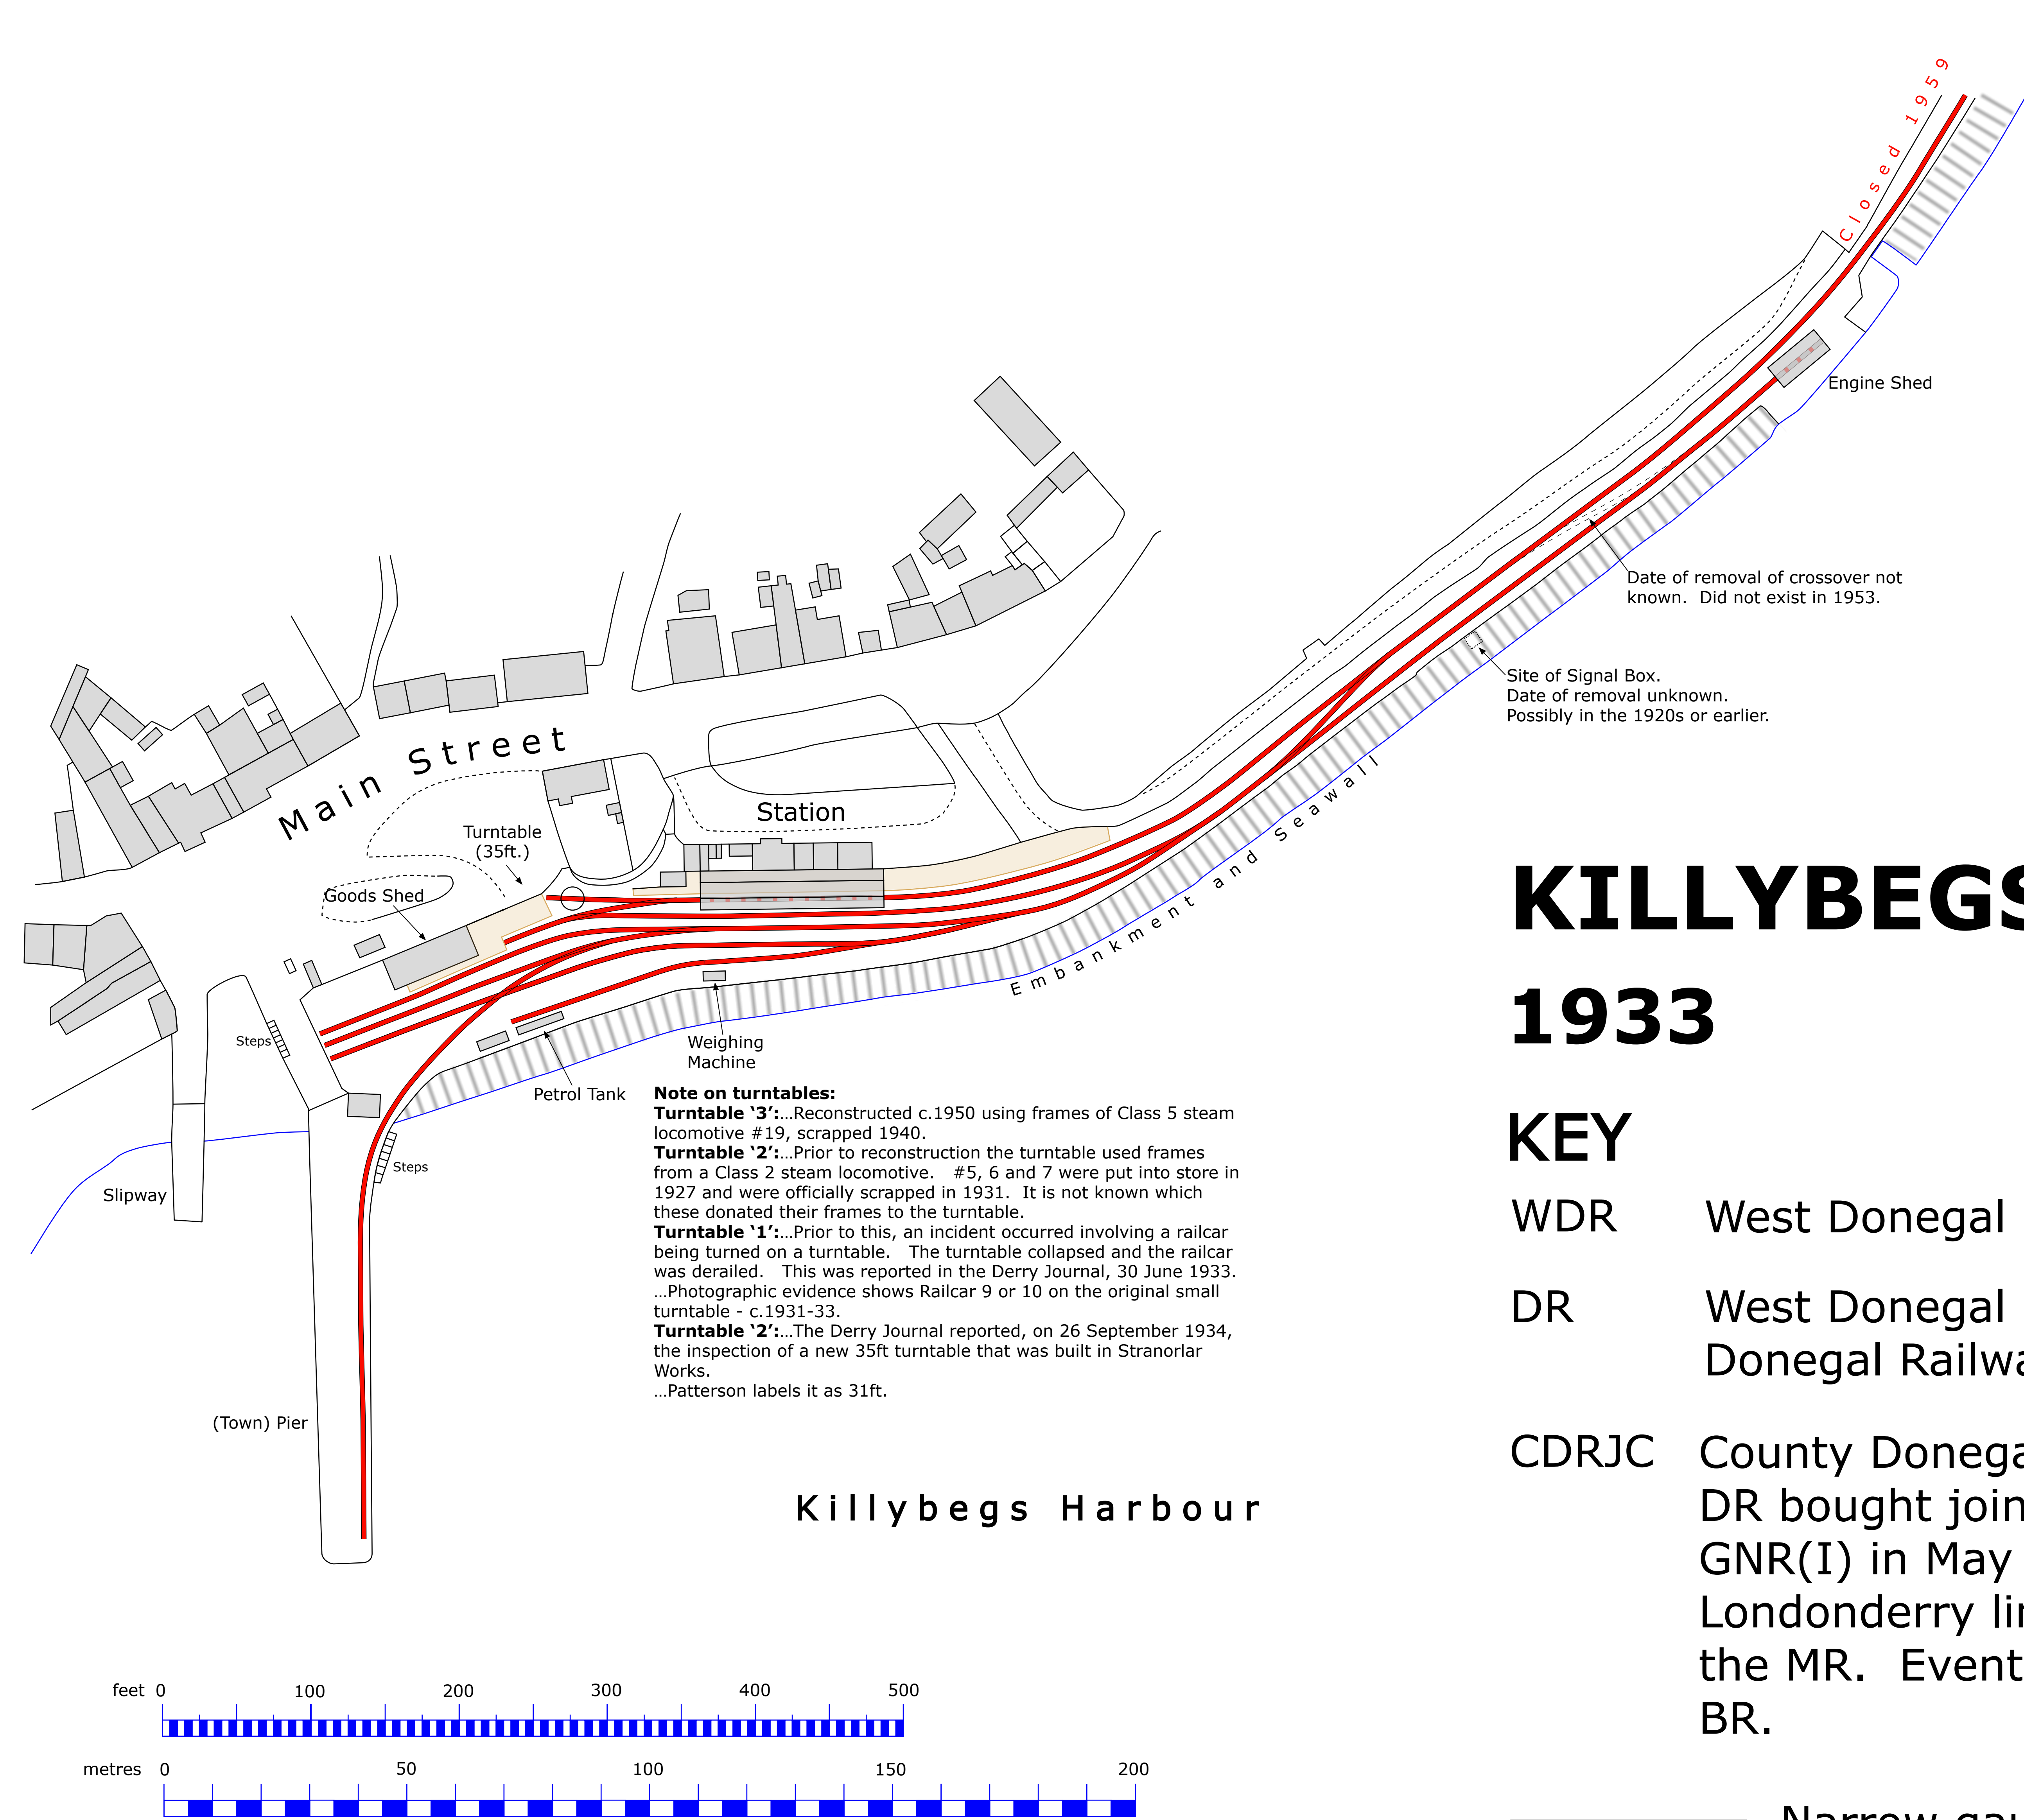 Closed 1959
Engine Shed
Date of removal of crossover not
known.  Did not exist in 1953.
Site of Signal Box.
Date of removal unknown.
Possibly in the 1920s or earlier.
Main Street
Station
Turntable
(35ft.)
Goods Shed
Embankment and Seawall
Steps
Weighing
Machine
Petrol Tank
Steps
Slipway
(Town) Pier
Note on turntables:
Turntable ‘3’:...Reconstructed c.1950 using frames of Class 5 steam
locomotive #19, scrapped 1940.
Turntable ‘2’:...Prior to reconstruction the turntable used frames
from a Class 2 steam locomotive.   #5, 6 and 7 were put into store in
1927 and were officially scrapped in 1931.  It is not known which
these donated their frames to the turntable.
Turntable ‘1’:...Prior to this, an incident occurred involving a railcar
being turned on a turntable.   The turntable collapsed and the railcar
was derailed.   This was reported in the Derry Journal, 30 June 1933.
...Photographic evidence shows Railcar 9 or 10 on the original small
turntable - c.1931-33.
Turntable ‘2’:...The Derry Journal reported, on 26 September 1934,
the inspection of a new 35ft turntable that was built in Stranorlar
Works.
...Patterson labels it as 31ft.
Killybegs Harbour
feet 0 100 200 300 400 500
metres 0 50 100 150 200
KILLYBEGS
1933
KEY
WDR West Donegal
DR West Donegal
Donegal Railwa
CDRJC County Donega
DR bought join
GNR(I) in May
Londonderry lin
the MR.  Event
BR.
Narrow gau